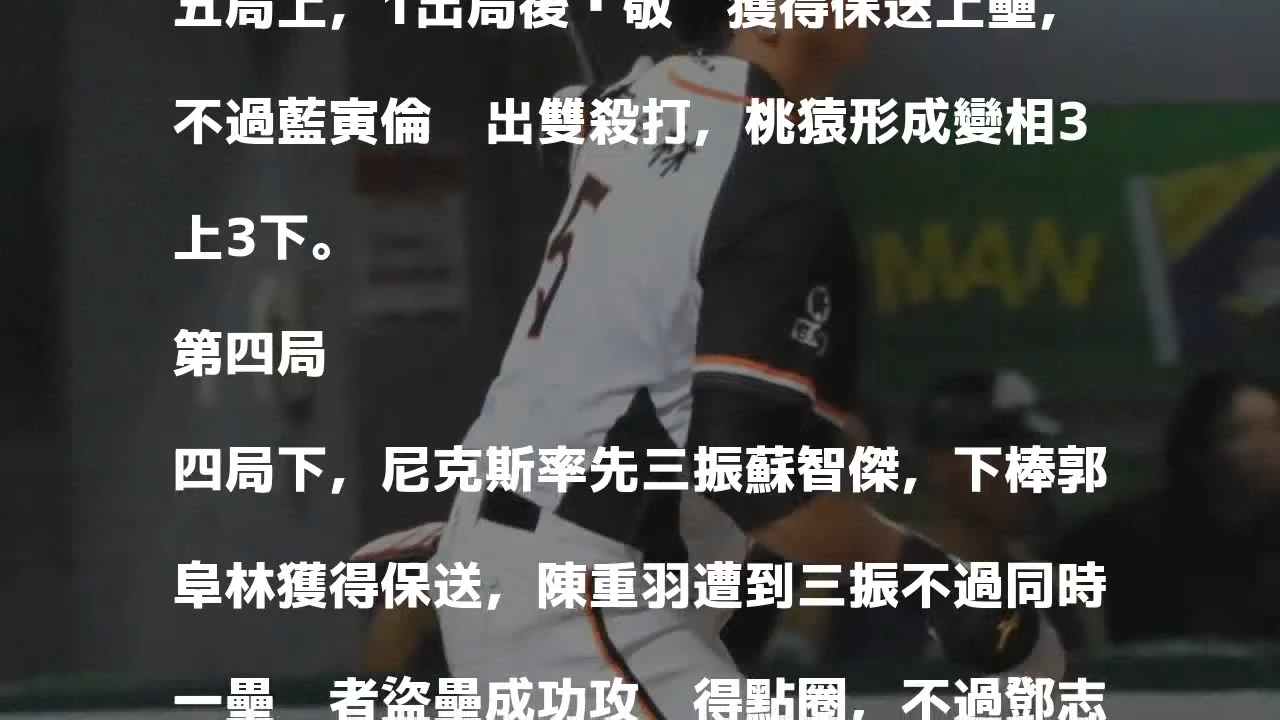 五局上，1出局後‧敬　獲得保送上壘，
不過藍寅倫　出雙殺打，桃猿形成變相3
上3下。
第四局
四局下，尼克斯率先三振蘇智傑，下棒郭
阜林獲得保送，陳重羽遭到三振不過同時
一壘　者盜壘成功攻　得點圈，不過鄧志
MAN
5
林